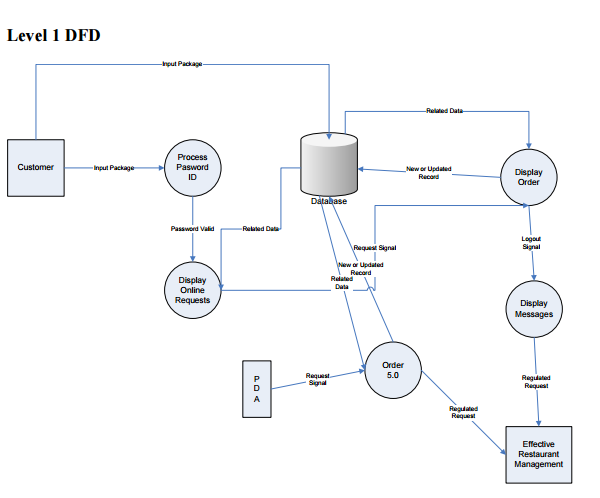 Level 1 DFD
Input Package
Related Data
Customer
Input Package
Process
Pasword
ID
Database
New or Updated
Record
Display
Order
Password Valid
Related Data
Request Signal
Logout
Signal
New or Updated
Record
Related
Data
Display
Online
Requests
Display
Messages
P
D
A
Request
Signal
Order
5.0
Regulated
Request
Regulated
Request
Effective
Restaurant
Management